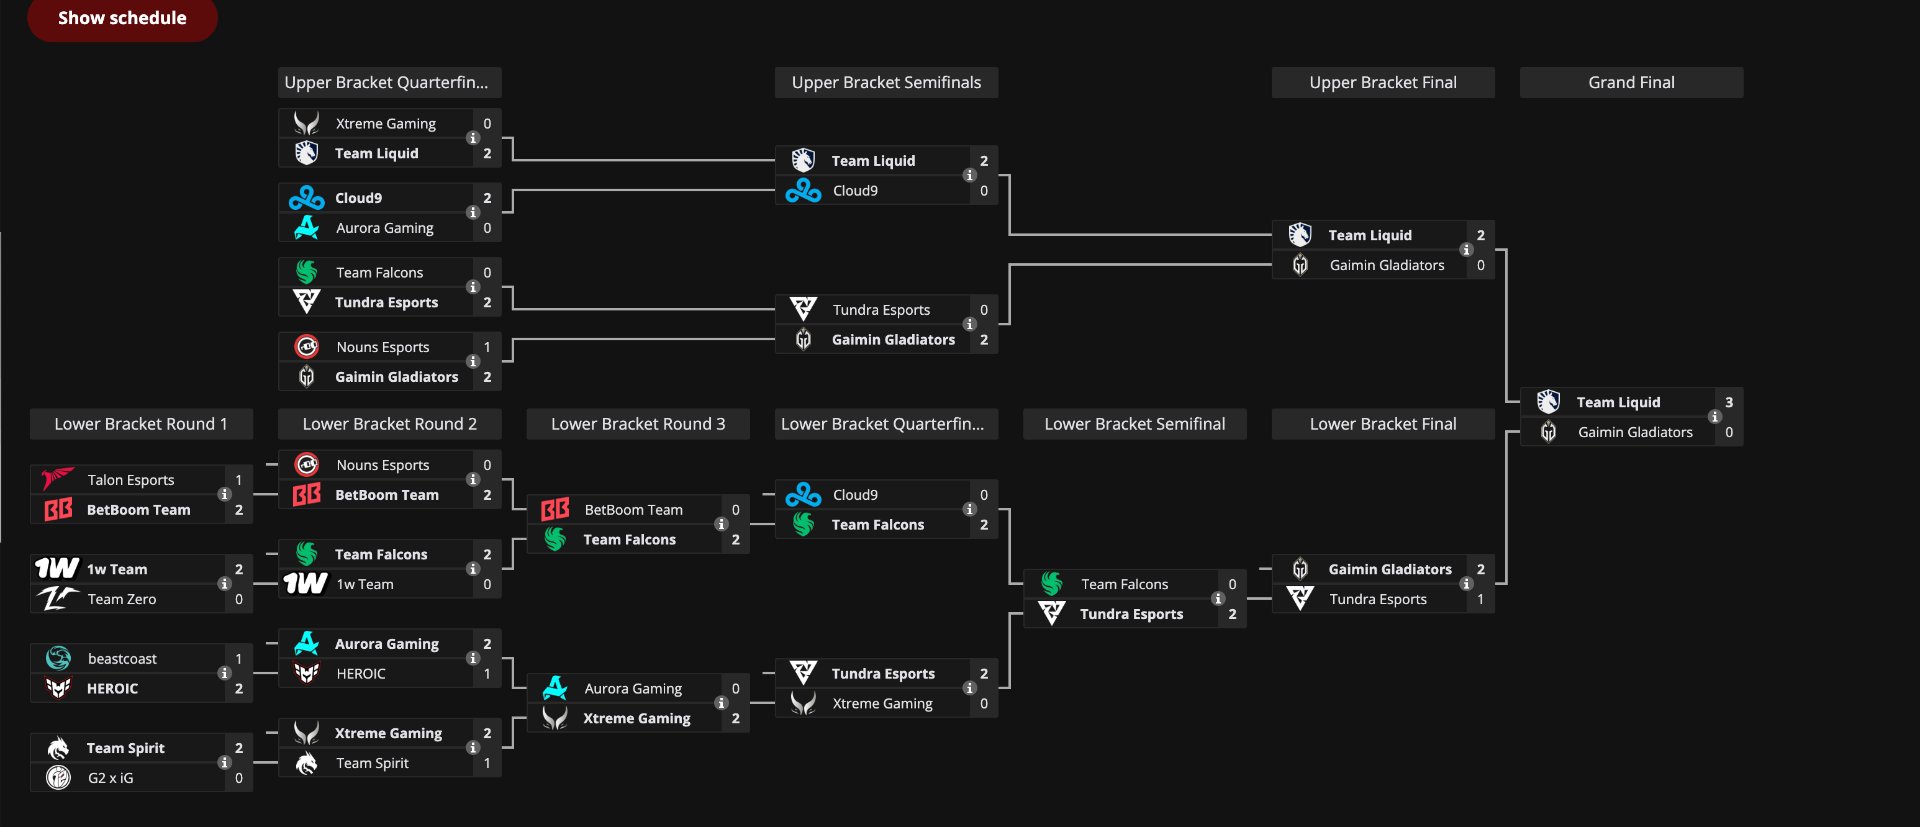 Show schedule
Upper Bracket Quarterfin...
Upper Bracket Semifinals
Upper Bracket Final
Grand Final
Xtreme Gaming 0
Team Liquid 2
Cloud9 2
Aurora Gaming 0
Team Falcons 0
Tundra Esports 2
Nouns Esports 1
Gaimin Gladiators 2
Team Liquid 2
Cloud9 0
Tundra Esports 0
Gaimin Gladiators 2
Team Liquid 2
Gaimin Gladiators 0
Team Liquid 3
Gaimin Gladiators 0
Lower Bracket Round 1
Lower Bracket Round 2
Lower Bracket Round 3
Lower Bracket Quarterfin...
Lower Bracket Semifinal
Lower Bracket Final
Talon Esports 1
BetBoom Team 2
1w Team 2
Team Zero 0
beastcoast 1
HEROIC 2
Team Spirit 2
G2 x iG 0
Nouns Esports 0
BetBoom Team 2
Team Falcons 2
1w Team 0
Aurora Gaming 2
HEROIC 1
Xtreme Gaming 2
Team Spirit 1
BetBoom Team 0
Team Falcons 2
Aurora Gaming 0
Xtreme Gaming 2
Cloud9 0
Team Falcons 2
Tundra Esports 2
Xtreme Gaming 0
Team Falcons 0
Tundra Esports 2
Gaimin Gladiators 2
Tundra Esports 1